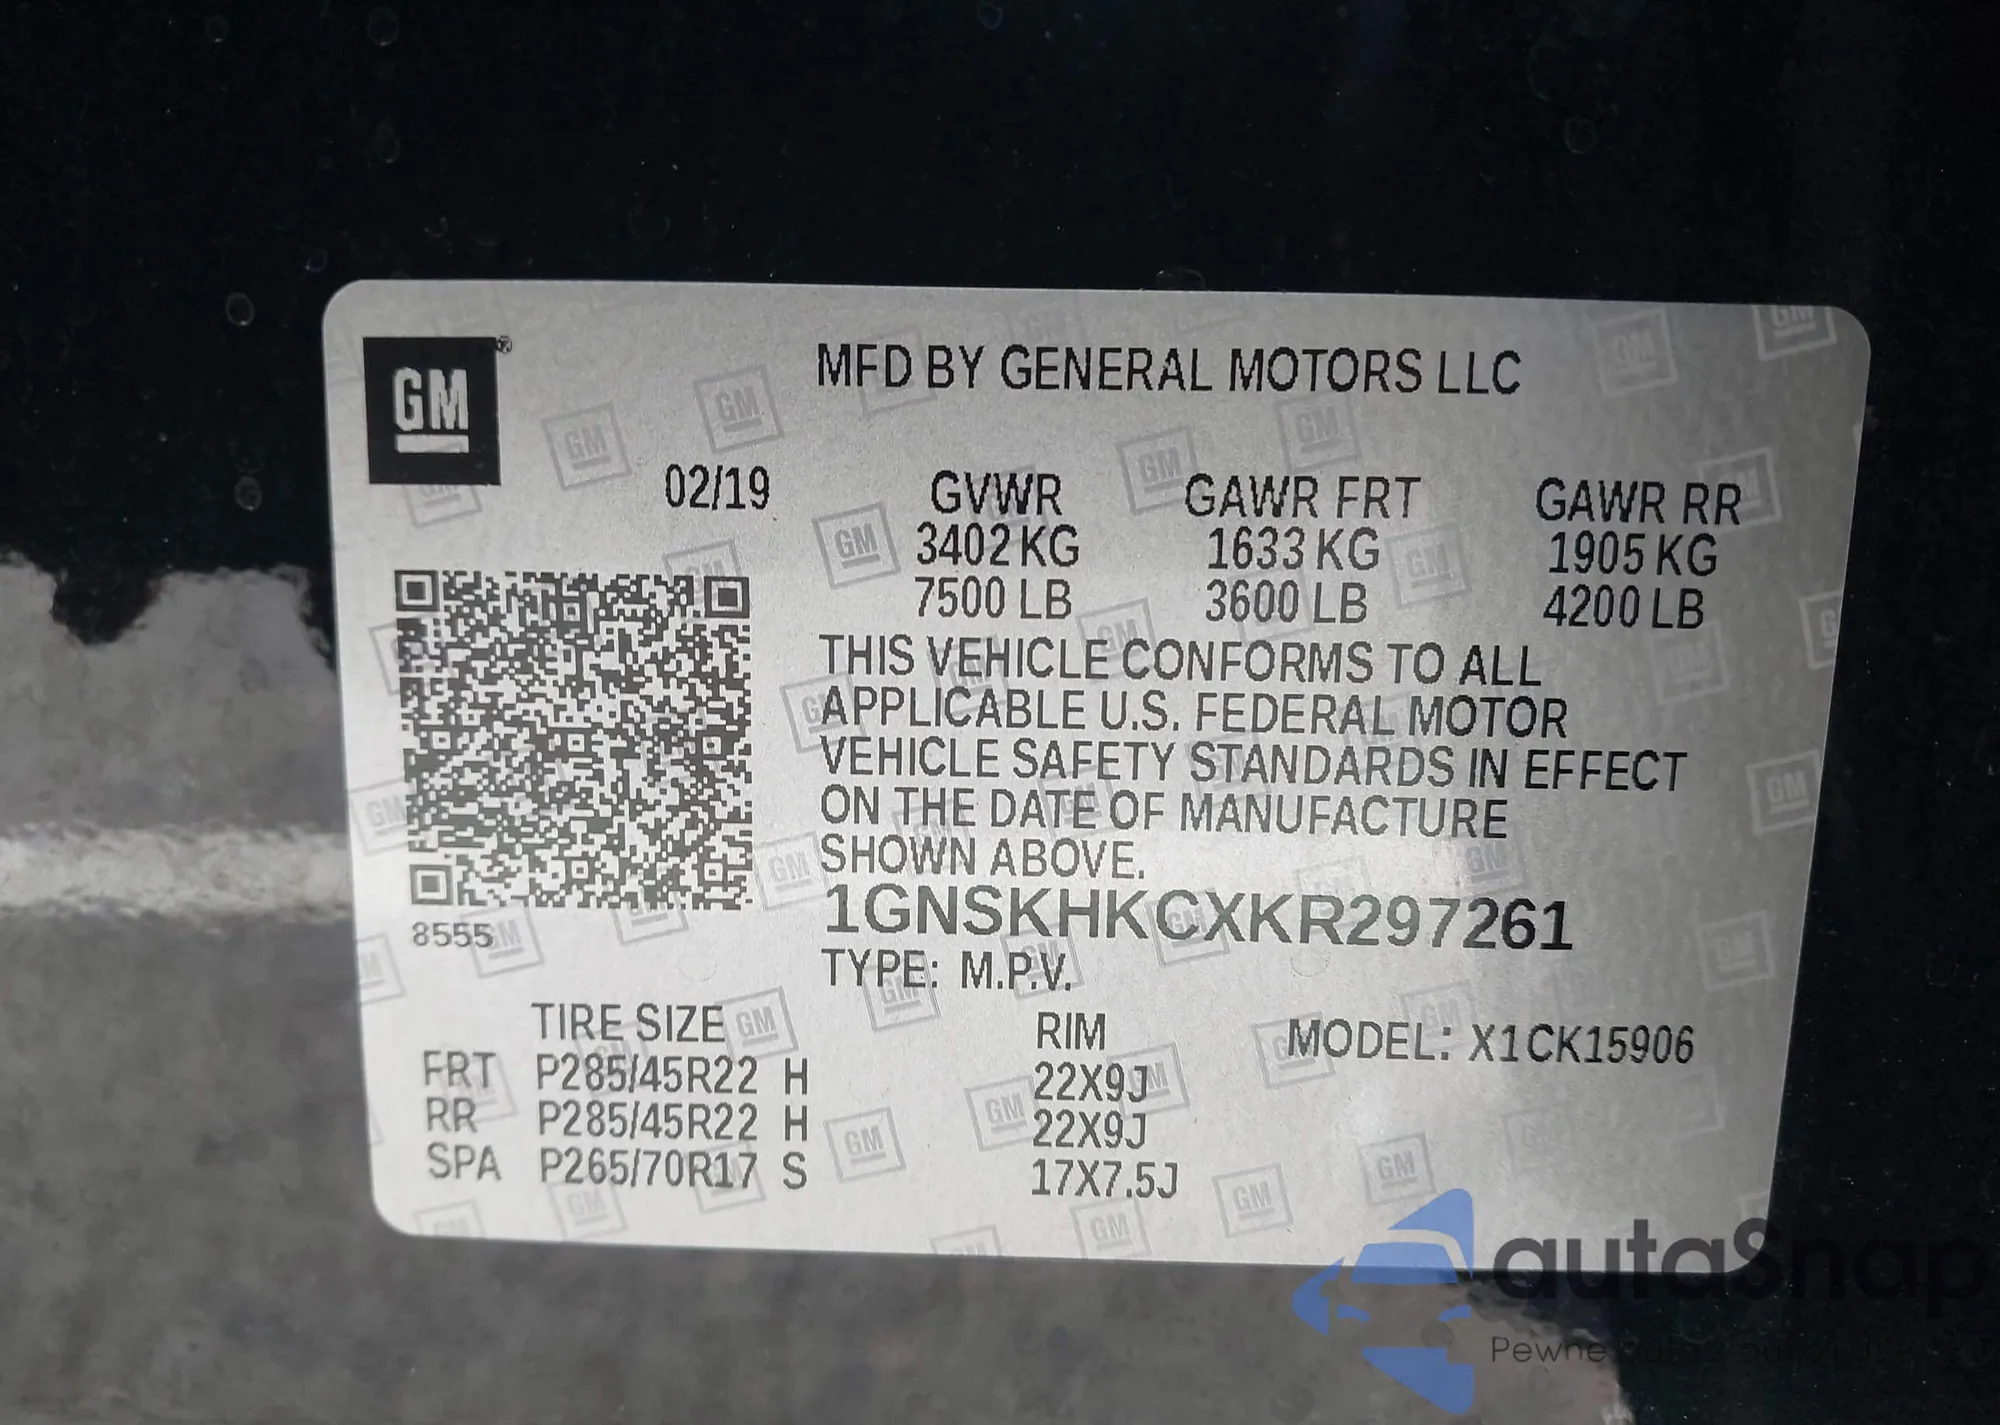 GM®
MFD BY GENERAL MOTORS LLC
02/19
GVWR GAWR FRT GAWR RR
3402 KG 1633 KG 1905 KG
7500 LB 3600 LB 4200 LB
THIS VEHICLE CONFORMS TO ALL
APPLICABLE U.S. FEDERAL MOTOR
VEHICLE SAFETY STANDARDS IN EFFECT
ON THE DATE OF MANUFACTURE
SHOWN ABOVE.
1GNSKHKCXKR297261
8555
TYPE: M.P.V.
TIRE SIZE RIM MODEL: X1CK15906
FRT P285/45R22 H 22X9J
RR P285/45R22 H 22X9J
SPA P265/70R17 S 17X7.5J
autaSnap
Pewne